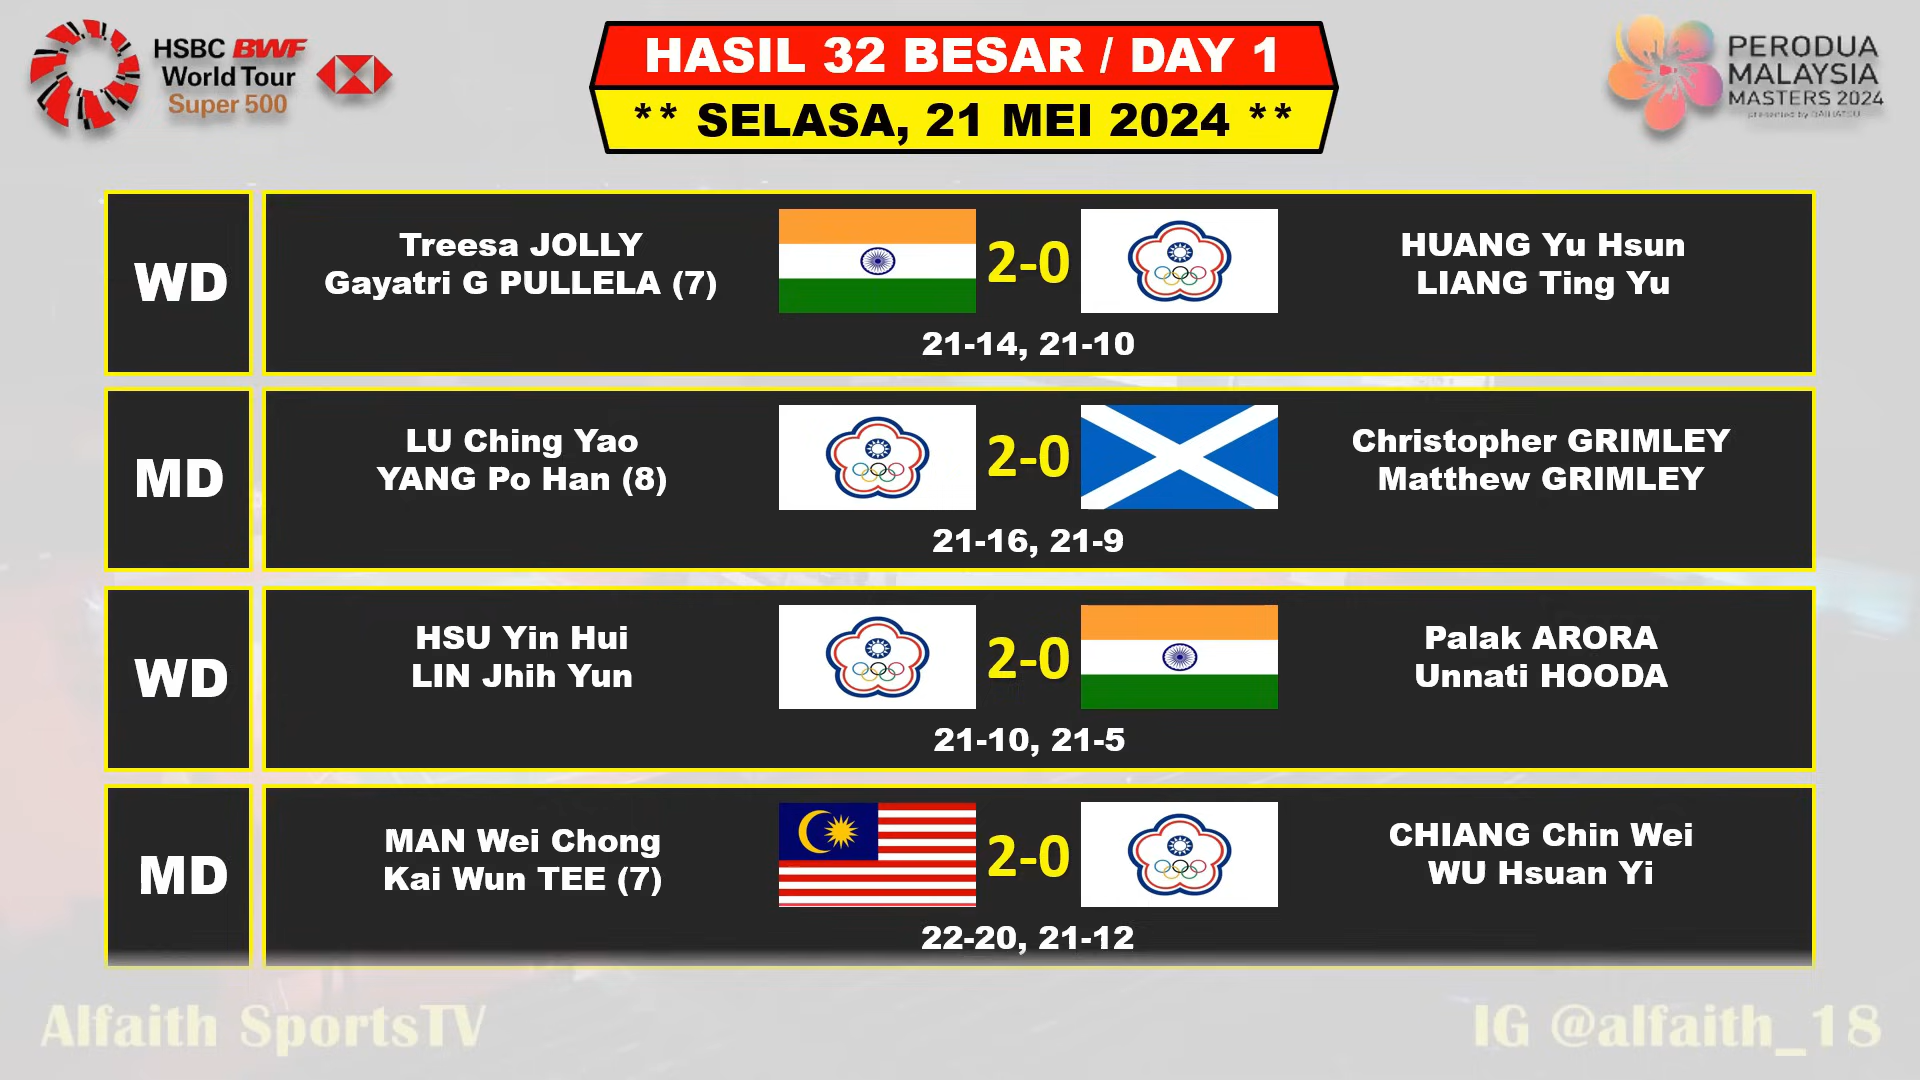 HSBC BWF
World Tour
Super 500
HASIL 32 BESAR / DAY 1
** SELASA, 21 MEI 2024 **
PERODUA
MALAYSIA
MASTERS 2024
presented by DAIHATSU
WD
Treesa JOLLY
Gayatri G PULLELA (7)
2-0
HUANG Yu Hsun
LIANG Ting Yu
21-14, 21-10
MD
LU Ching Yao
YANG Po Han (8)
2-0
Christopher GRIMLEY
Matthew GRIMLEY
21-16, 21-9
WD
HSU Yin Hui
LIN Jhih Yun
2-0
Palak ARORA
Unnati HOODA
21-10, 21-5
MD
MAN Wei Chong
Kai Wun TEE (7)
2-0
CHIANG Chin Wei
WU Hsuan Yi
22-20, 21-12
Alfaith SportsTV
IG @alfaith_18